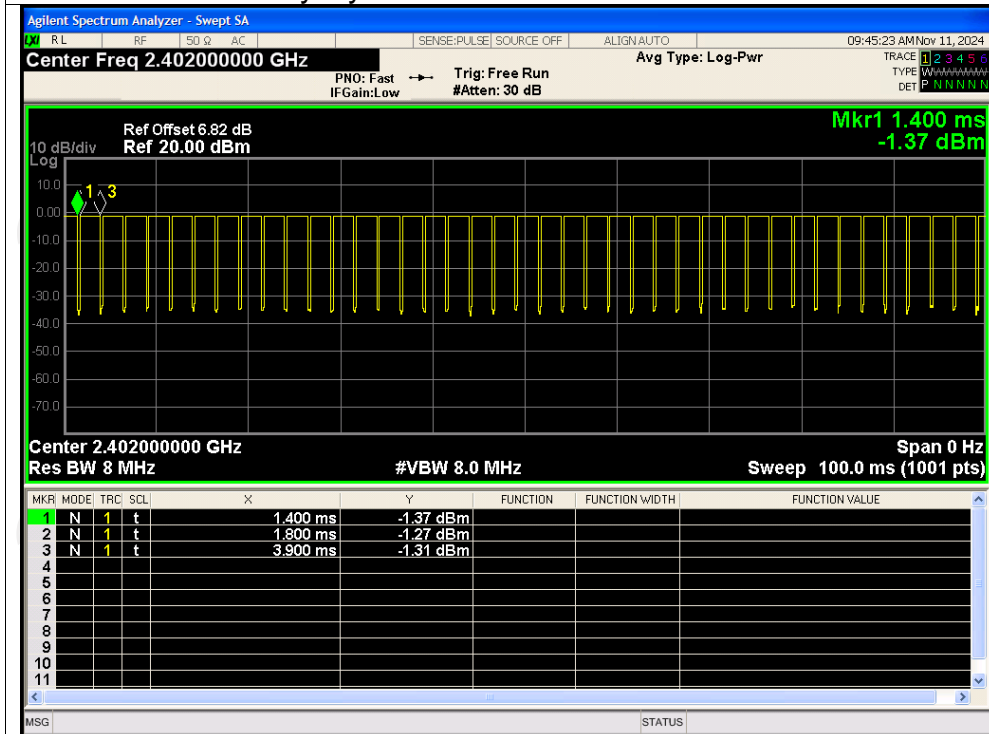 Agilent Spectrum Analyzer - Swept SA
LXI RL RF 50 Ω AC SENSE:PULSE SOURCE OFF ALIGN AUTO 09:45:23 AM Nov 11, 2024
Center Freq 2.402000000 GHz
PNO: Fast
IFGain:Low
Trig: Free Run
#Atten: 30 dB
Avg Type: Log-Pwr
TRACE 1 2 3 4 5 6
TYPE W
DET P N N N N N
Mkr1 1.400 ms
-1.37 dBm
Ref Offset 6.82 dB
10 dB/div Ref 20.00 dBm
Log
10.0
1 3
0.00
-10.0
-20.0
-30.0
-40.0
-50.0
-60.0
-70.0
Center 2.402000000 GHz Span 0 Hz
Res BW 8 MHz #VBW 8.0 MHz Sweep 100.0 ms (1001 pts)
MKR MODE TRC SCL X Y FUNCTION FUNCTION WIDTH FUNCTION VALUE
1 N 1 t 1.400 ms -1.37 dBm
2 N 1 t 1.800 ms -1.27 dBm
3 N 1 t 3.900 ms -1.31 dBm
4
5
6
7
8
9
10
11
MSG STATUS